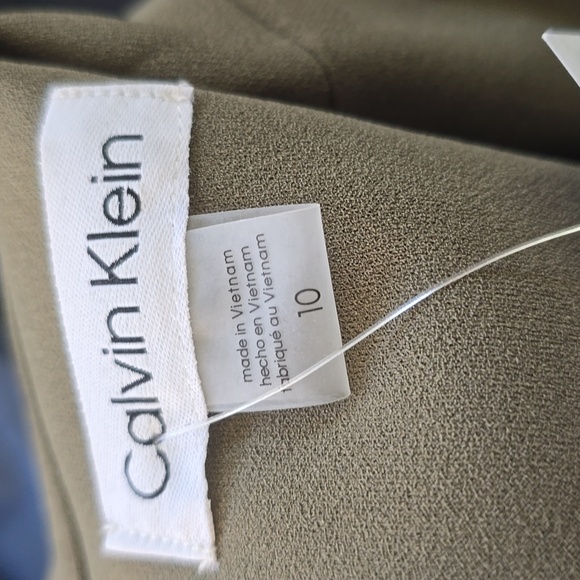 Calvin Klein
made in Vietnam
hecho en Vietnam
fabriqué au Vietnam
10